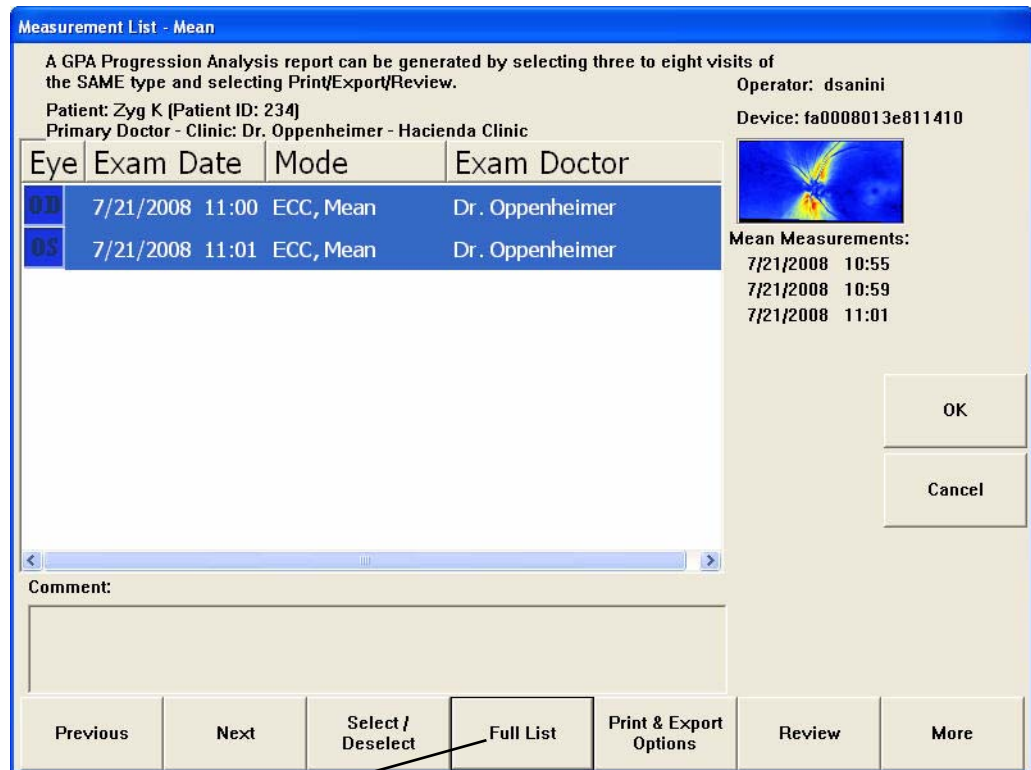 Measurement List - Mean
A GPA Progression Analysis report can be generated by selecting three to eight visits of
the SAME type and selecting Print/Export/Review.
Patient: Zyg K (Patient ID: 234)
Primary Doctor - Clinic: Dr. Oppenheimer - Hacienda Clinic
Operator: dsanini
Device: fa0008013e811410
Eye Exam Date Mode Exam Doctor
OD 7/21/2008 11:00 ECC, Mean Dr. Oppenheimer
OS 7/21/2008 11:01 ECC, Mean Dr. Oppenheimer
Mean Measurements:
7/21/2008 10:55
7/21/2008 10:59
7/21/2008 11:01
OK
Cancel
Comment:
Previous
Next
Select /
Deselect
Full List
Print & Export
Options
Review
More